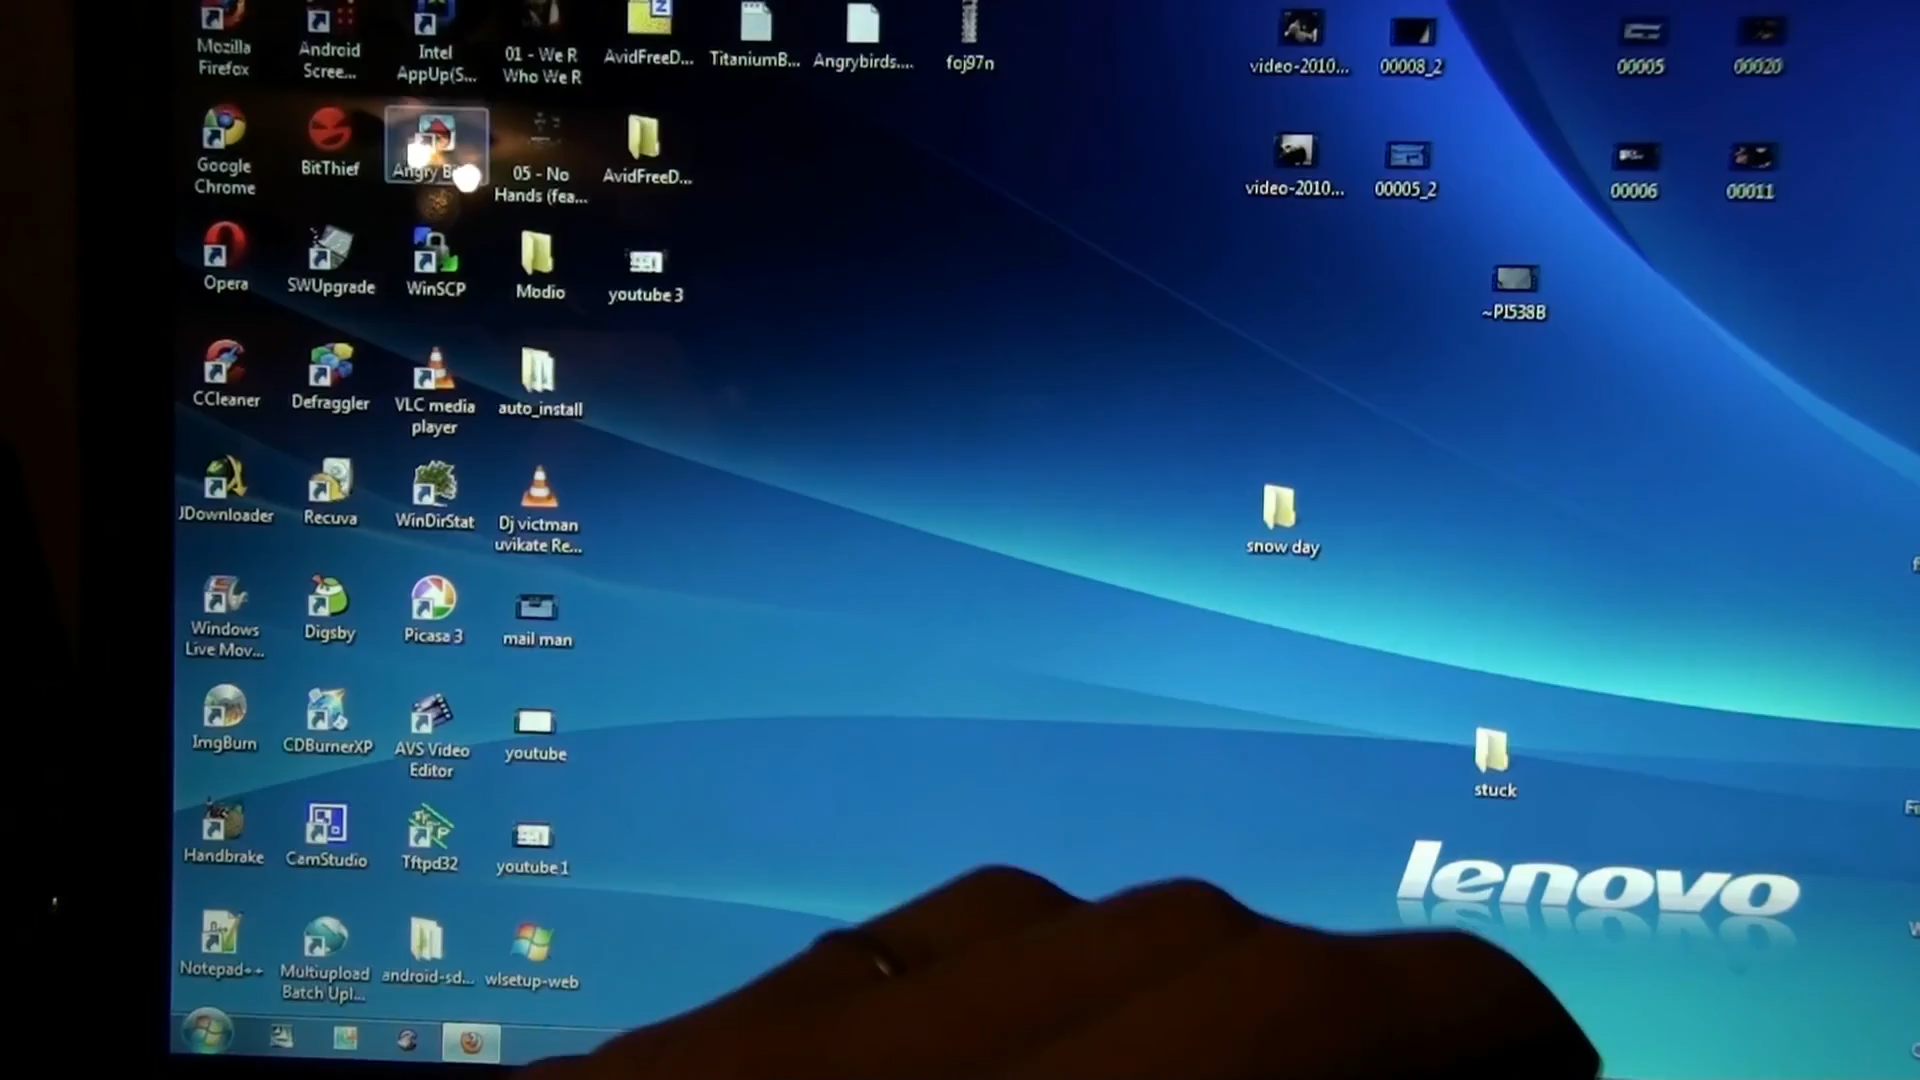 Mozilla
Firefox
Android
Scree...
Intel
AppUp(S...
01 - We R
Who We R
AvidFreeD...
TitaniumB...
Angrybirds....
foj97n
video-2010...
00008_2
00005
00020
Google
Chrome
BitThief
Angry
05 - No
Hands (fea...
AvidFreeD...
video-2010...
00005_2
00006
00011
Opera
SWUpgrade
WinSCP
Modio
youtube 3
~PI538B
CCleaner
Defraggler
VLC media
player
auto_install
JDownloader
Recuva
WinDirStat
Dj victman
uvikate Re...
snow day
Windows
Live Mov...
Digsby
Picasa 3
mail man
ImgBurn
CDBurnerXP
AVS Video
Editor
youtube
stuck
Handbrake
CamStudio
Tftpd32
youtube 1
lenovo
Notepad++
Multiupload
Batch Upl...
android-sd...
wlsetup-web